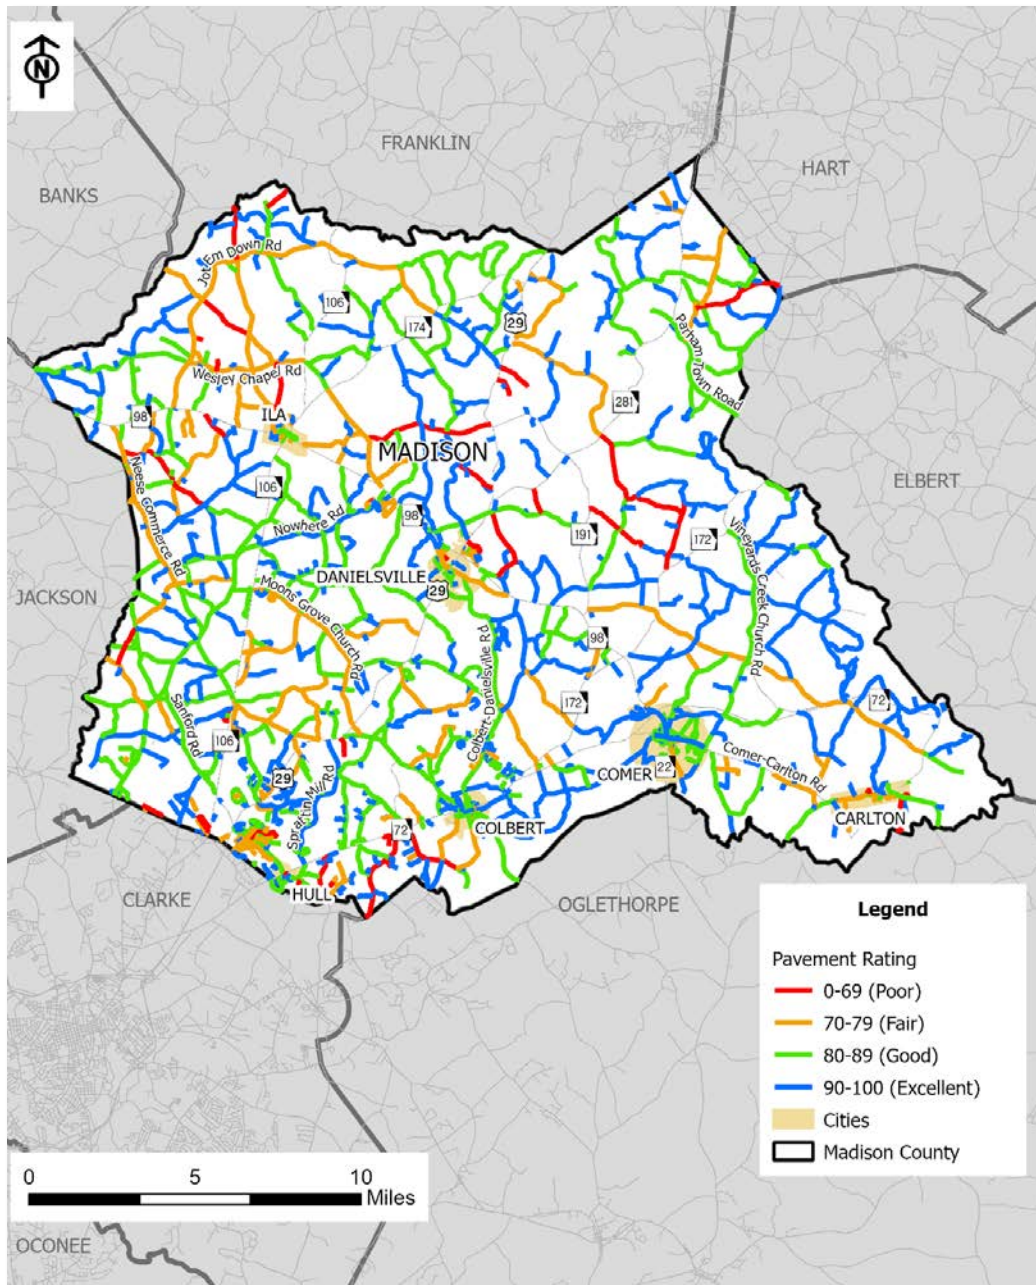 N
FRANKLIN
HART
BANKS
Jot Em Down Rd
106
174
29
Parham Town Road
Wesley Chapel Rd
281
ILA
98
MADISON
ELBERT
Neese Commerce Rd
106
Nowhere Rd
98
191
172
Vineyards Creek Church Rd
DANIELSVILLE
29
JACKSON
Moons Grove Church Rd
98
Colbert-Danielsville Rd
Sanford Rd
172
72
106
29
COMER
22
Comer-Carlton Rd
Spratlin Mill Rd
72
COLBERT
CARLTON
HULL
CLARKE
OGLETHORPE
Legend
Pavement Rating
0-69 (Poor)
70-79 (Fair)
80-89 (Good)
90-100 (Excellent)
Cities
Madison County
0 5 10
Miles
OCONEE